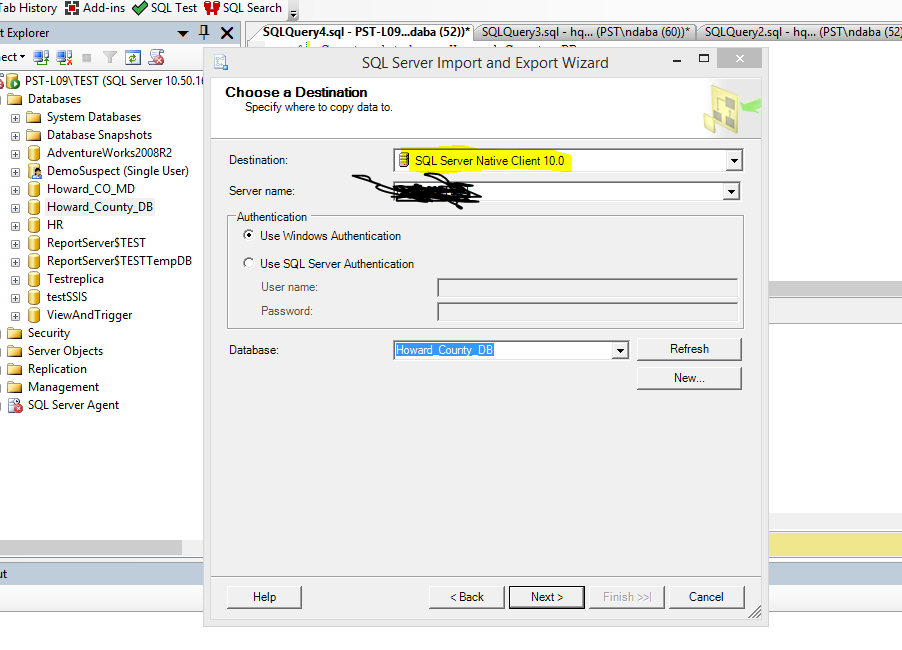 Tab History Add-ins SQL Test SQL Search
t Explorer
SQLQuery4.sql - PST-L09...daba (52))* SQLQuery3.sql - hq... (PST\ndaba (60))* SQLQuery2.sql - hq... (PST\ndaba (52)
ect
PST-L09\TEST (SQL Server 10.50.16
Databases
System Databases
Database Snapshots
AdventureWorks2008R2
DemoSuspect (Single User)
Howard_CO_MD
Howard_County_DB
HR
ReportServer$TEST
ReportServer$TESTTempDB
Testreplica
testSSIS
ViewAndTrigger
Security
Server Objects
Replication
Management
SQL Server Agent
ut
SQL Server Import and Export Wizard
Choose a Destination
Specify where to copy data to.
Destination: SQL Server Native Client 10.0
Server name:
Authentication
Use Windows Authentication
Use SQL Server Authentication
User name:
Password:
Database: Howard_County_DB Refresh
New...
Help < Back Next > Finish >>| Cancel